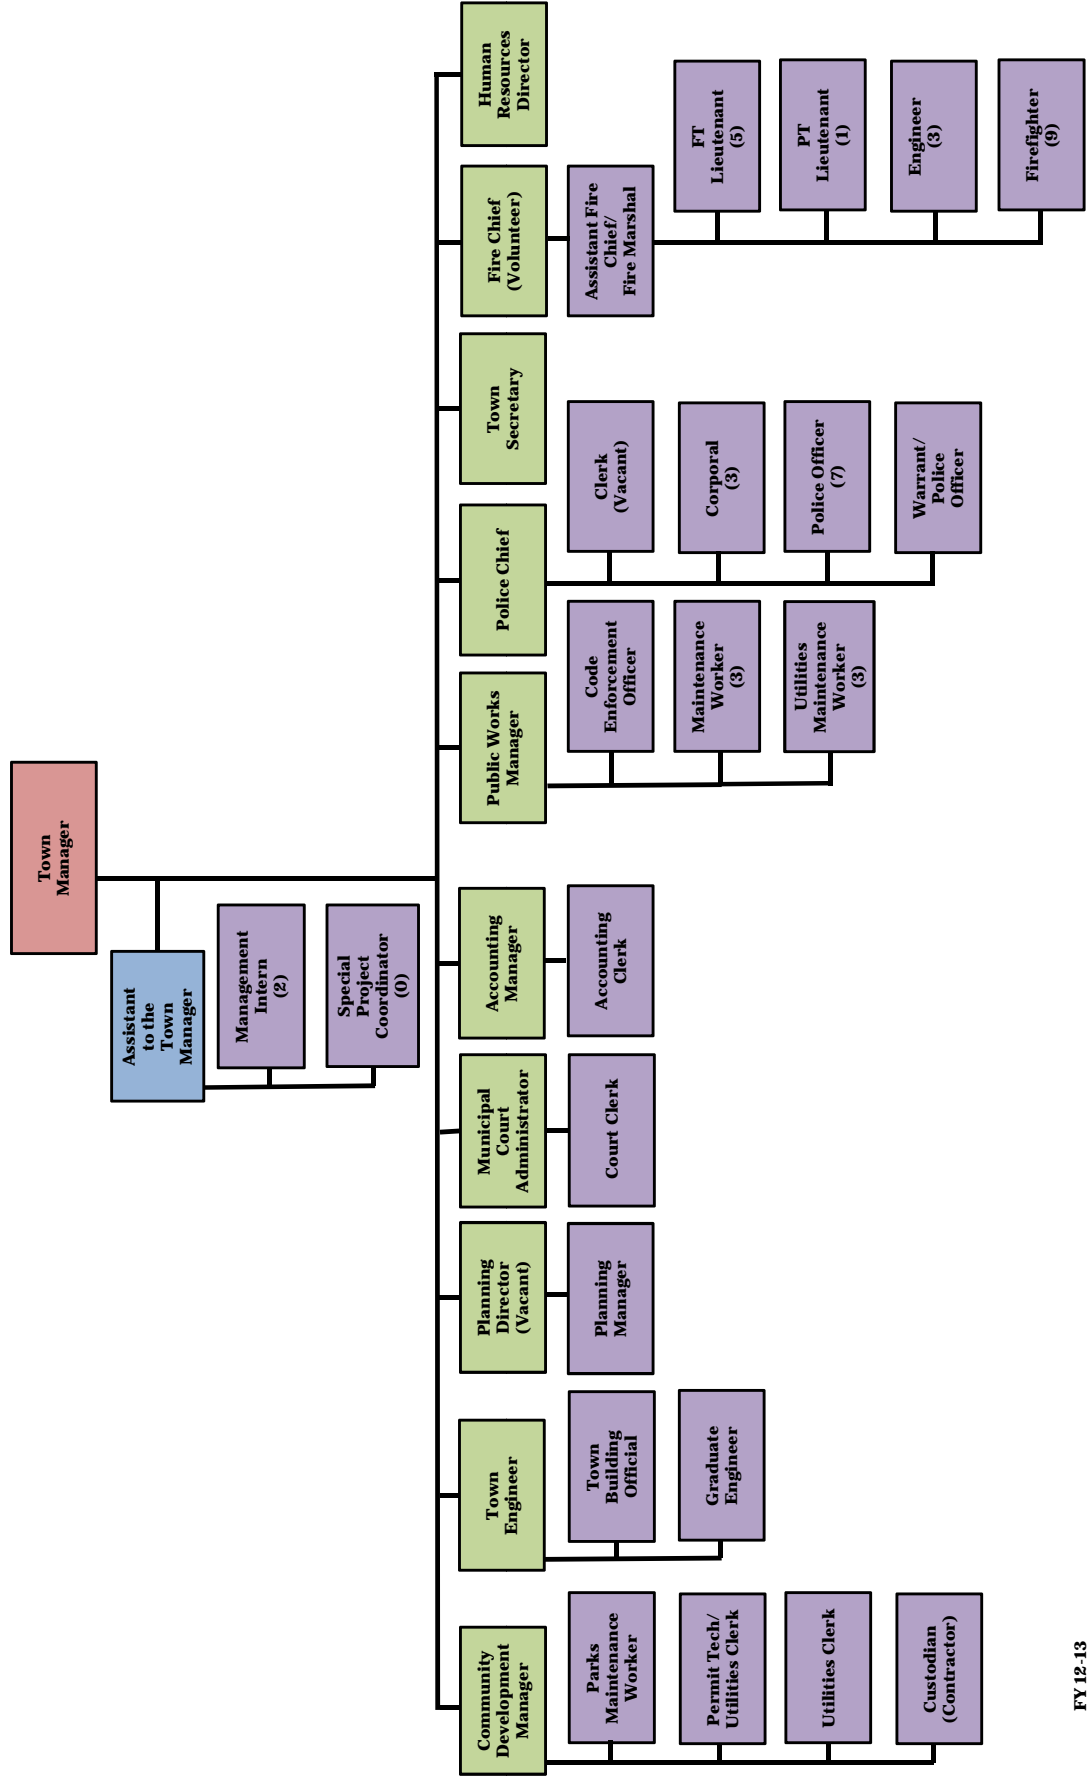 Town
Manager
Assistant
to the
Town
Manager
Management
Intern
(2)
Special
Project
Coordinator
(0)
Community
Development
Manager
Parks
Maintenance
Worker
Permit Tech/
Utilities Clerk
Utilities Clerk
Custodian
(Contractor)
Town
Engineer
Town
Building
Official
Graduate
Engineer
Planning
Director
(Vacant)
Planning
Manager
Municipal
Court
Administrator
Court Clerk
Accounting
Manager
Accounting
Clerk
Public Works
Manager
Code
Enforcement
Officer
Maintenance
Worker
(3)
Utilities
Maintenance
Worker
(3)
Police Chief
Clerk
(Vacant)
Corporal
(3)
Police Officer
(7)
Warrant/
Police
Officer
Town
Secretary
Fire Chief
(Volunteer)
Assistant Fire
Chief/
Fire Marshal
FT
Lieutenant
(5)
PT
Lieutenant
(1)
Engineer
(3)
Firefighter
(9)
Human
Resources
Director
FY 12-13